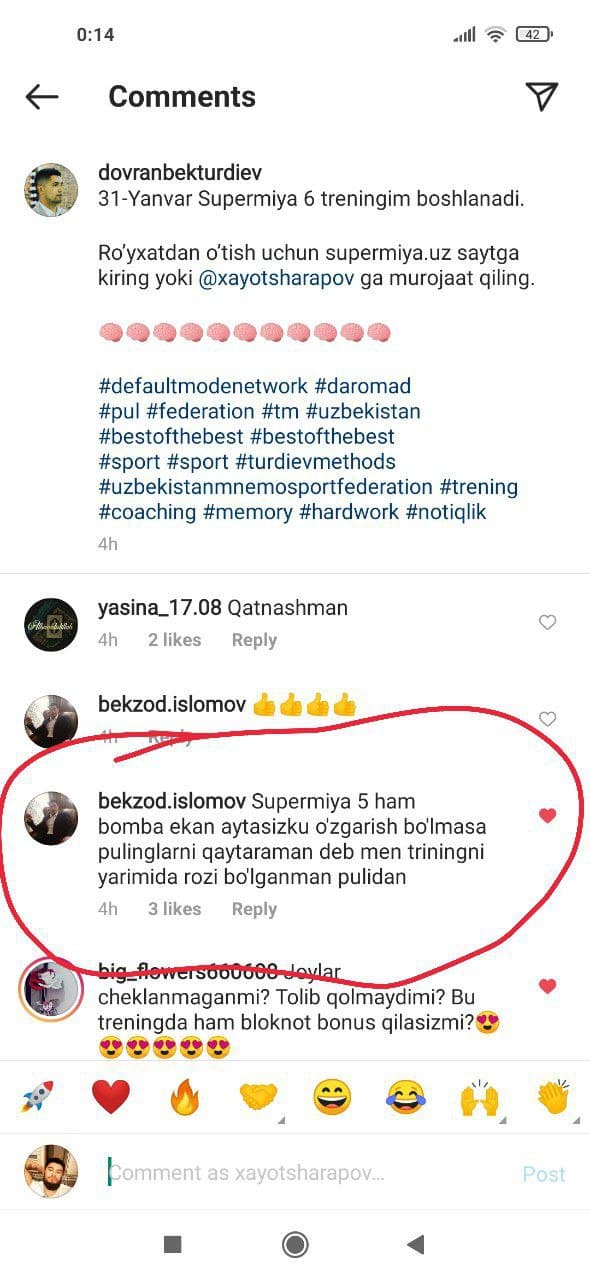 0:14
42
Comments
dovranbekturdiev
31-Yanvar Supermiya 6 treningim boshlanadi.
Ro’yxatdan o’tish uchun supermiya.uz saytga
kiring yoki @xayotsharapov ga murojaat qiling.
#defaultmodenetwork #daromad
#pul #federation #tm #uzbekistan
#bestofthebest #bestofthebest
#sport #sport #turdievmethods
#uzbekistanmnemosportfederation #trening
#coaching #memory #hardwork #notiqlik
4h
yasina_17.08 Qatnashman
4h 2 likes Reply
bekzod.islomov 👍👍👍👍
4h Reply
bekzod.islomov Supermiya 5 ham
bomba ekan aytasizku o'zgarish bo'lmasa
pulinglarni qaytaraman deb men triningni
yarimida rozi bo'lganman pulidan
4h 3 likes Reply
Joylar
cheklanmaganmi? Tolib qolmaydimi? Bu
treningda ham bloknot bonus qilasizmi?😍
😍😍😍😍😍
Comment as xayotsharapov...
Post